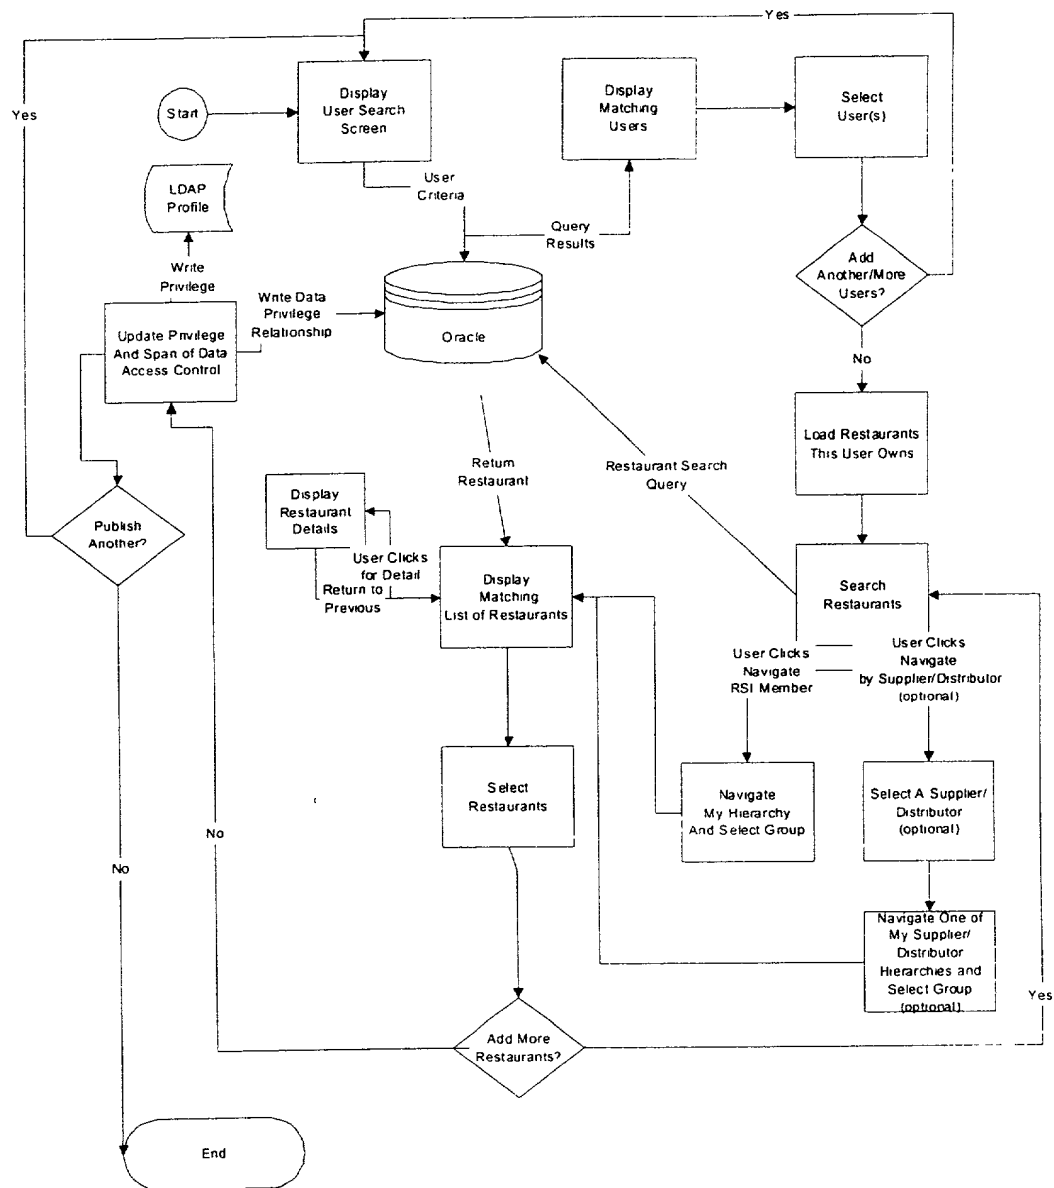 Yes
Yes
Start
Display
User Search
Screen
Display
Matching
Users
Select
User(s)
LDAP
Profile
User
Criteria
Query
Results
Add
Another/More
Users?
Write
Privilege
Write Data
Privilege
Relationship
Update Privilege
And Span of Data
Access Control
Oracle
No
Load Restaurants
This User Owns
Return
Restaurant
Restaurant Search
Query
Display
Restaurant
Details
Publish
Another?
User Clicks
for Detail
Return to
Previous
Display
Matching
List of Restaurants
Search
Restaurants
User Clicks
Navigate
RSI Member
User Clicks
Navigate
by Supplier/Distributor
(optional)
Select
Restaurants
Navigate
My Hierarchy
And Select Group
Select A Supplier/
Distributor
(optional)
No
No
Navigate One of
My Supplier/
Distributor
Hierarchies and
Select Group
(optional)
Yes
Add More
Restaurants?
End